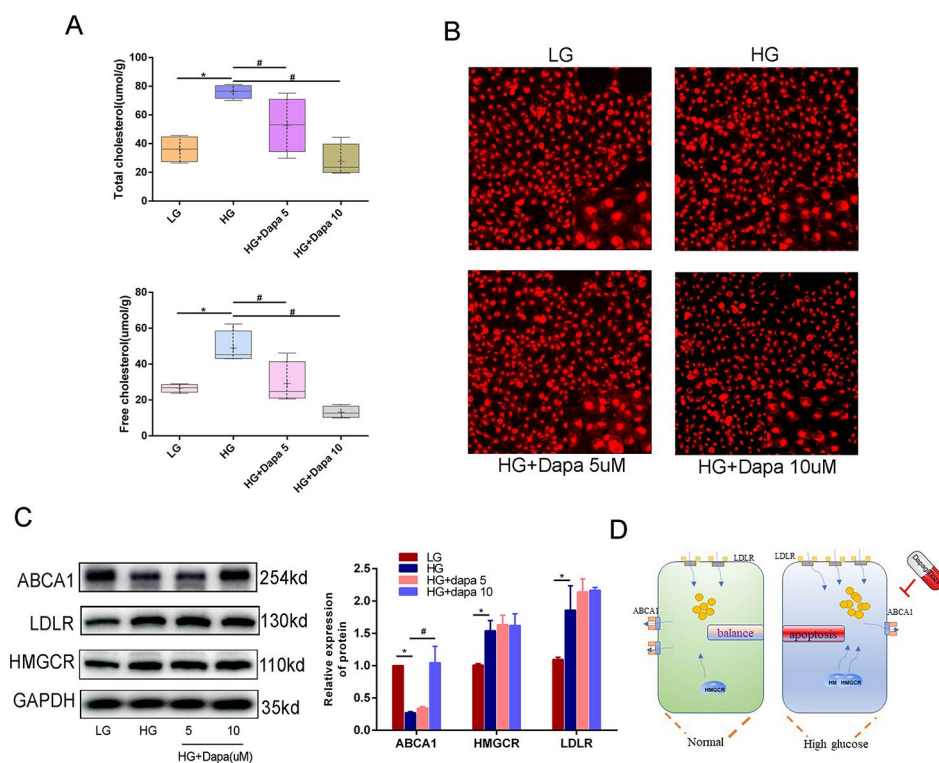 A
Total cholesterol(umol/g)
100
80
60
40
20
0
*
#
#
LG
HG
HG+Dapa 5
HG+Dapa 10
Free cholesterol(umol/g)
80
60
40
20
0
*
#
#
LG
HG
HG+Dapa 5
HG+Dapa 10
B
LG
HG
HG+Dapa 5uM
HG+Dapa 10uM
C
ABCA1
254kd
LDLR
130kd
HMGCR
110kd
GAPDH
35kd
LG
HG
5
10
HG+Dapa(uM)
Relative expression
of protein
2.5
2.0
1.5
1.0
0.5
0.0
LG
HG
HG+dapa 5
HG+dapa 10
*
#
*
*
ABCA1
HMGCR
LDLR
D
LDLR
ABCA1
balance
HMGCR
Normal
LDLR
ABCA1
apoptosis
HM
HMGCR
High glucose